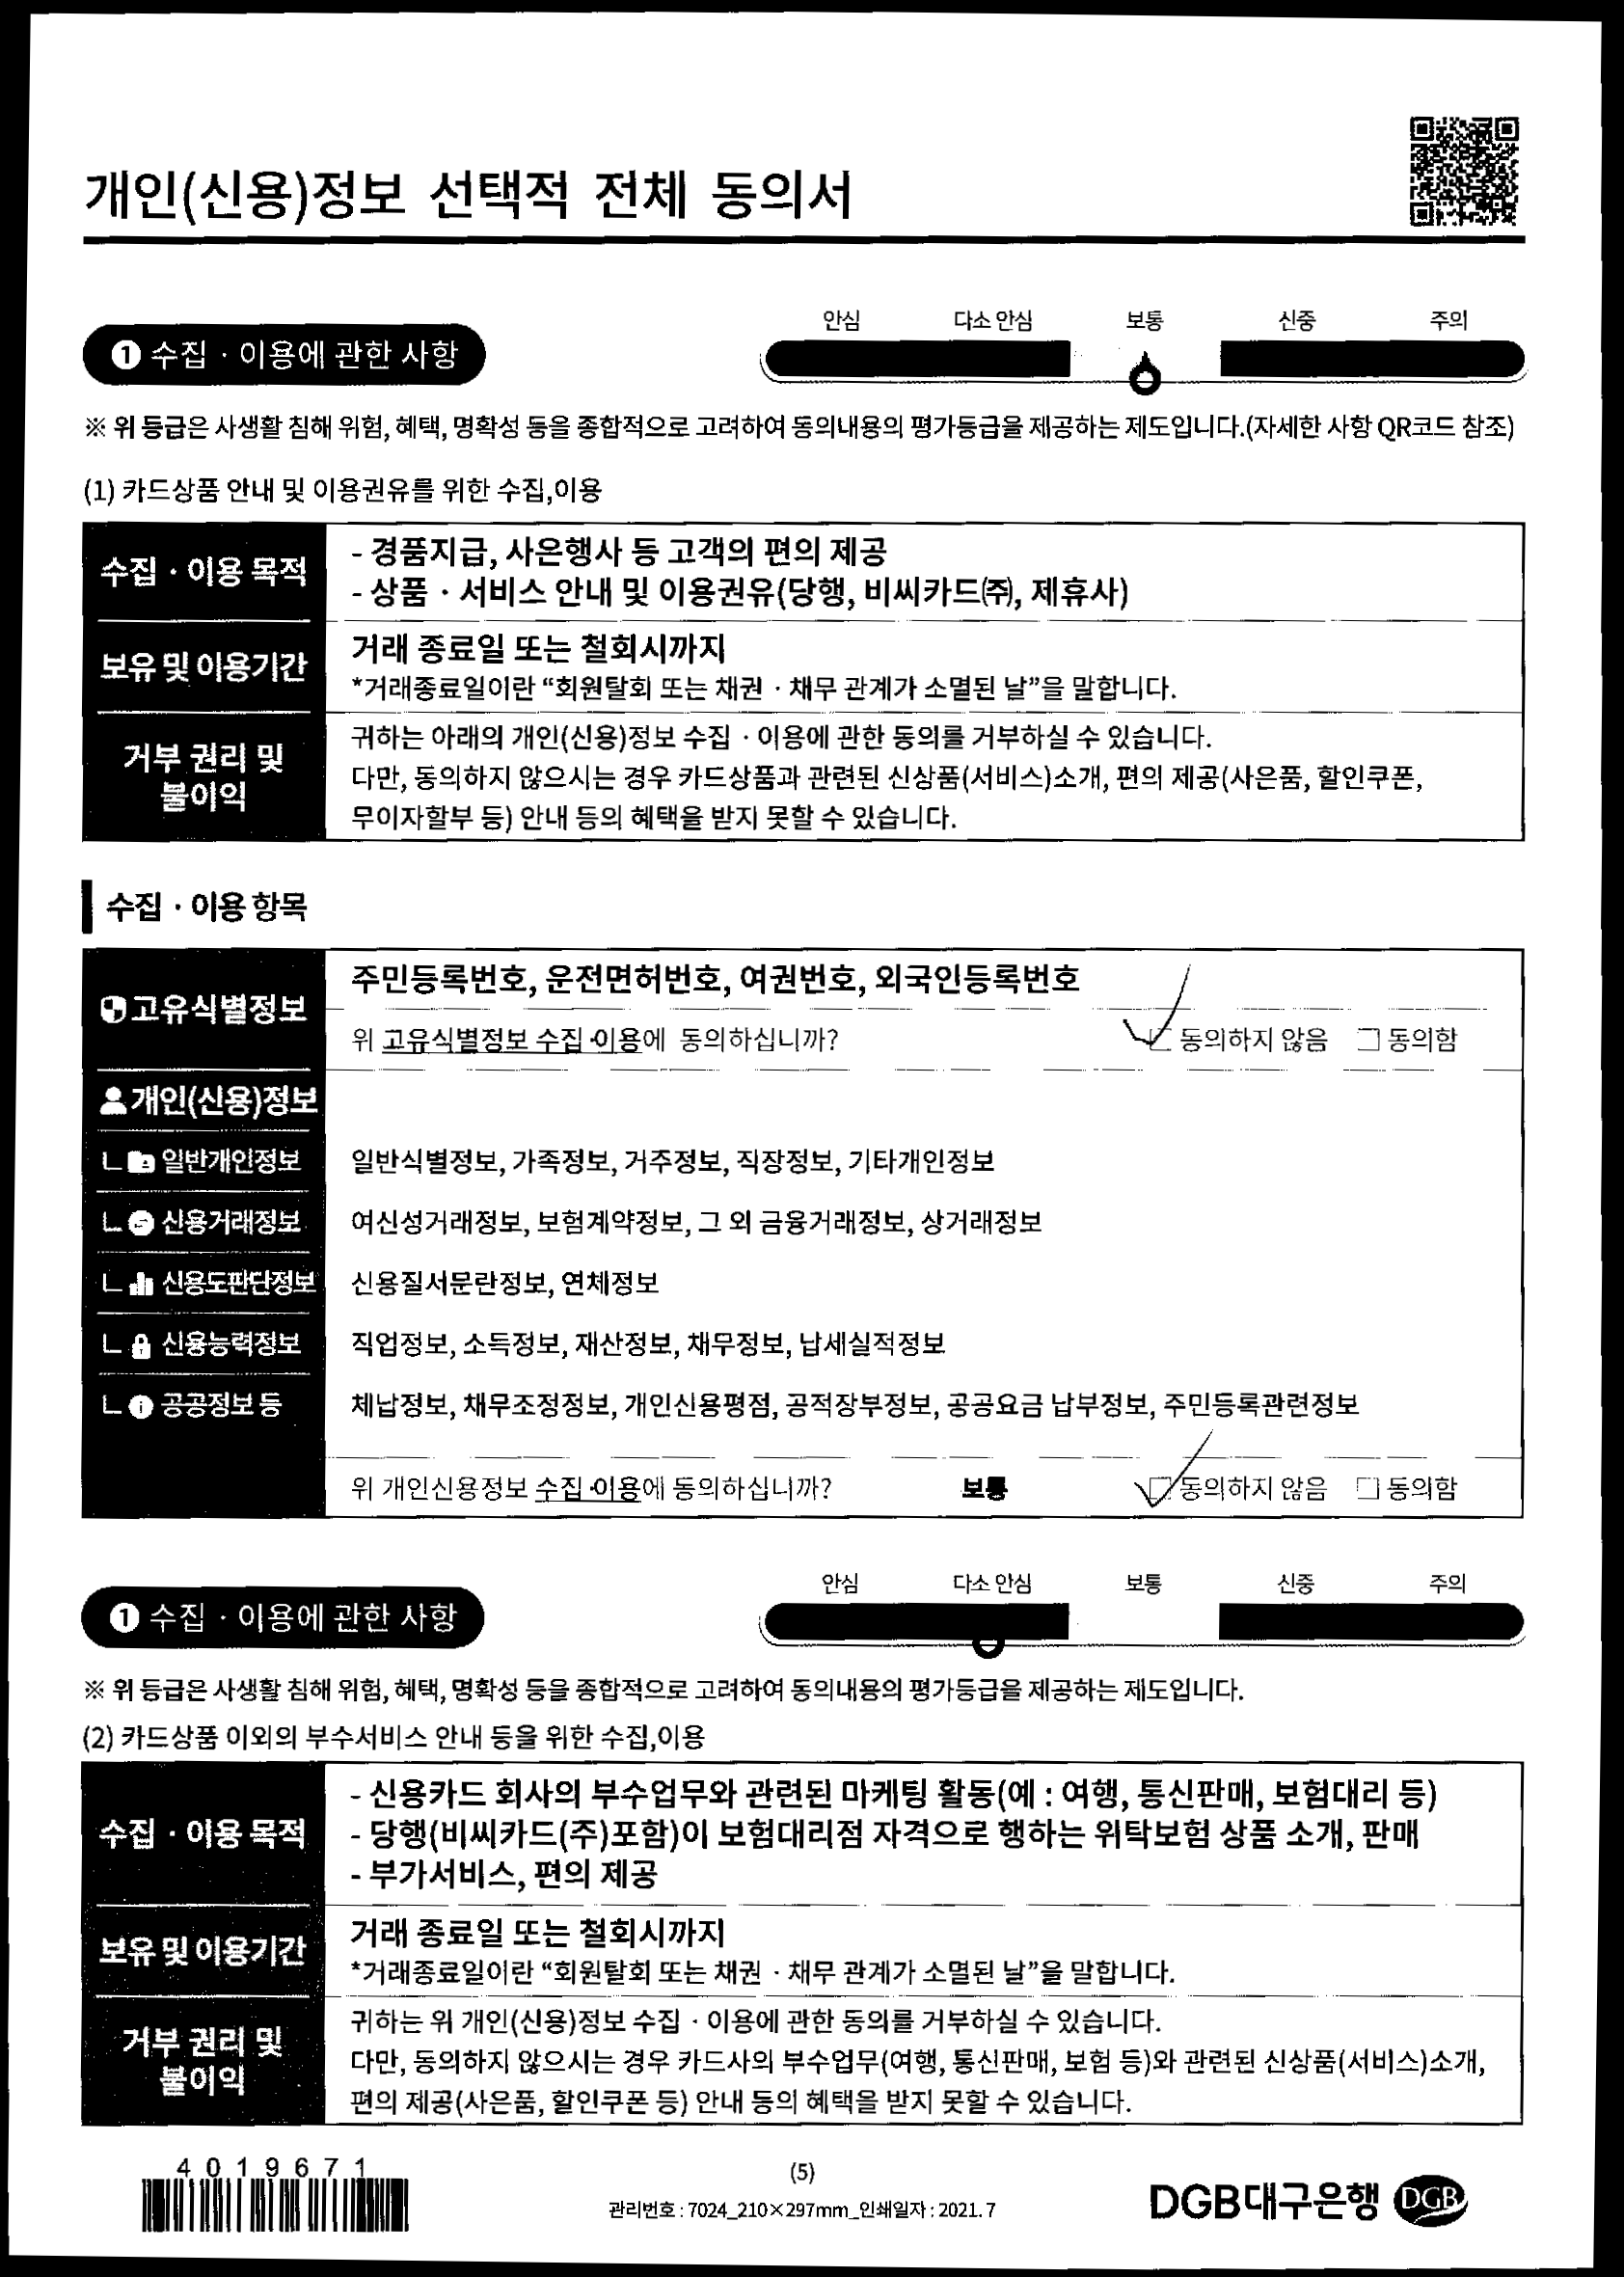 개인(신용)정보 선택적 전체 동의서
❶ 수집 · 이용에 관한 사항
안심 다소 안심 보통 신중 주의
※ 위 등급은 사생활 침해 위험, 혜택, 명확성 등을 종합적으로 고려하여 동의내용의 평가등급을 제공하는 제도입니다.(자세한 사항 QR코드 참조)
(1) 카드상품 안내 및 이용권유를 위한 수집,이용
수집 · 이용 목적
- 경품지급, 사은행사 등 고객의 편의 제공
- 상품 · 서비스 안내 및 이용권유(당행, 비씨카드㈜, 제휴사)
보유 및 이용기간
거래 종료일 또는 철회시까지
*거래종료일이란 “회원탈회 또는 채권 · 채무 관계가 소멸된 날”을 말합니다.
거부 권리 및
불이익
귀하는 아래의 개인(신용)정보 수집 · 이용에 관한 동의를 거부하실 수 있습니다.
다만, 동의하지 않으시는 경우 카드상품과 관련된 신상품(서비스)소개, 편의 제공(사은품, 할인쿠폰,
무이자할부 등) 안내 등의 혜택을 받지 못할 수 있습니다.
수집 · 이용 항목
고유식별정보
주민등록번호, 운전면허번호, 여권번호, 외국인등록번호
위 고유식별정보 수집·이용에 동의하십니까? ☑ 동의하지 않음 □ 동의함
개인(신용)정보
ㄴ 일반개인정보 일반식별정보, 가족정보, 거주정보, 직장정보, 기타개인정보
ㄴ 신용거래정보 여신성거래정보, 보험계약정보, 그 외 금융거래정보, 상거래정보
ㄴ 신용도판단정보 신용질서문란정보, 연체정보
ㄴ 신용능력정보 직업정보, 소득정보, 재산정보, 채무정보, 납세실적정보
ㄴ 공공정보 등 체납정보, 채무조정정보, 개인신용평점, 공적장부정보, 공공요금 납부정보, 주민등록관련정보
위 개인신용정보 수집·이용에 동의하십니까? 보통 ☑ 동의하지 않음 □ 동의함
❶ 수집 · 이용에 관한 사항
안심 다소 안심 보통 신중 주의
※ 위 등급은 사생활 침해 위험, 혜택, 명확성 등을 종합적으로 고려하여 동의내용의 평가등급을 제공하는 제도입니다.
(2) 카드상품 이외의 부수서비스 안내 등을 위한 수집,이용
수집 · 이용 목적
- 신용카드 회사의 부수업무와 관련된 마케팅 활동(예 : 여행, 통신판매, 보험대리 등)
- 당행(비씨카드(주)포함)이 보험대리점 자격으로 행하는 위탁보험 상품 소개, 판매
- 부가서비스, 편의 제공
보유 및 이용기간
거래 종료일 또는 철회시까지
*거래종료일이란 “회원탈회 또는 채권 · 채무 관계가 소멸된 날”을 말합니다.
거부 권리 및
불이익
귀하는 위 개인(신용)정보 수집 · 이용에 관한 동의를 거부하실 수 있습니다.
다만, 동의하지 않으시는 경우 카드사의 부수업무(여행, 통신판매, 보험 등)와 관련된 신상품(서비스)소개,
편의 제공(사은품, 할인쿠폰 등) 안내 등의 혜택을 받지 못할 수 있습니다.
4019671
(5)
관리번호 : 7024_210×297mm_인쇄일자 : 2021. 7
DGB대구은행 DGB